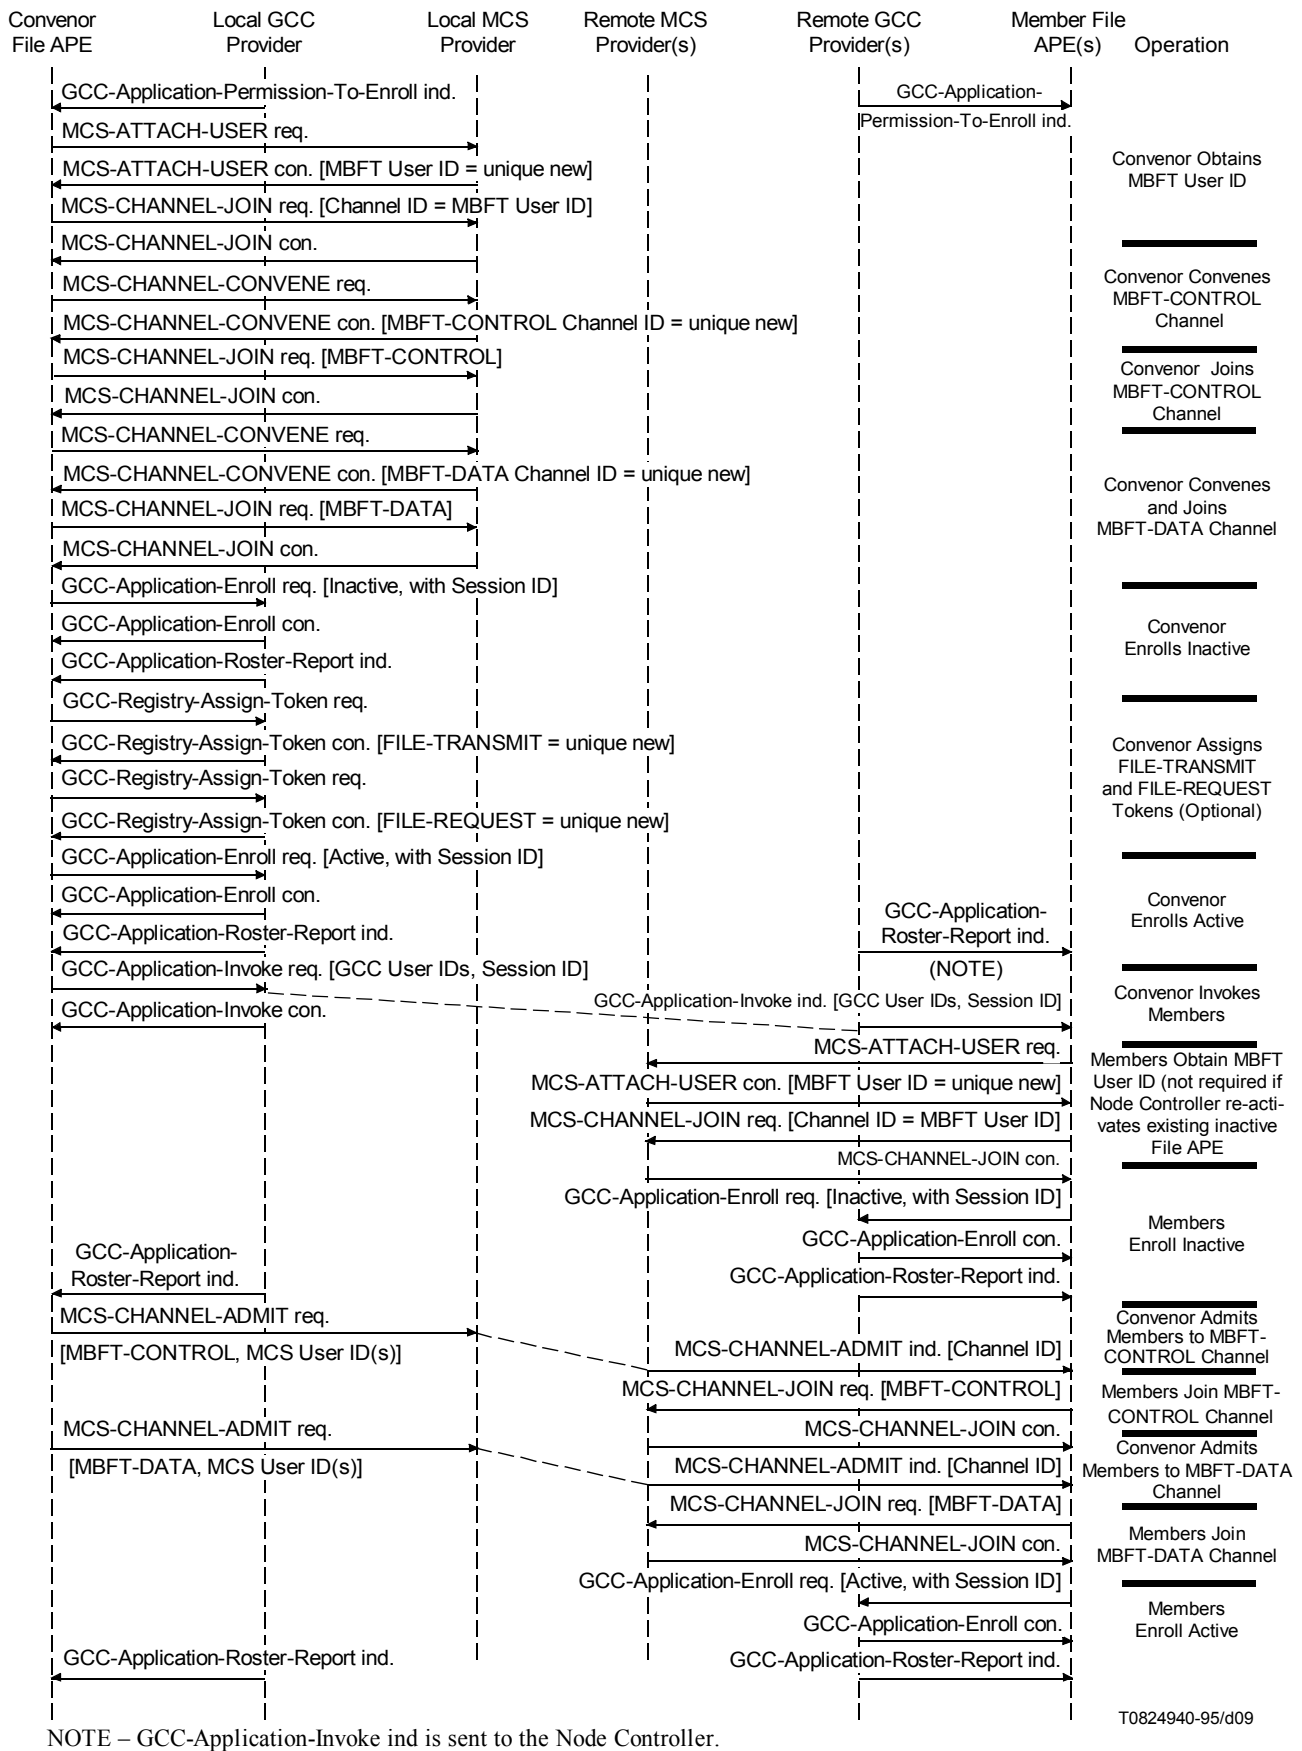 Convenor
File APE
Local GCC
Provider
Local MCS
Provider
Remote MCS
Provider(s)
Remote GCC
Provider(s)
Member File
APE(s)
Operation
GCC-Application-Permission-To-Enroll ind.
GCC-Application-
Permission-To-Enroll ind.
MCS-ATTACH-USER req.
MCS-ATTACH-USER con. [MBFT User ID = unique new]
Convenor Obtains
MBFT User ID
MCS-CHANNEL-JOIN req. [Channel ID = MBFT User ID]
MCS-CHANNEL-JOIN con.
MCS-CHANNEL-CONVENE req.
Convenor Convenes
MBFT-CONTROL
Channel
MCS-CHANNEL-CONVENE con. [MBFT-CONTROL Channel ID = unique new]
MCS-CHANNEL-JOIN req. [MBFT-CONTROL]
Convenor Joins
MBFT-CONTROL
Channel
MCS-CHANNEL-JOIN con.
MCS-CHANNEL-CONVENE req.
MCS-CHANNEL-CONVENE con. [MBFT-DATA Channel ID = unique new]
Convenor Convenes
and Joins
MBFT-DATA Channel
MCS-CHANNEL-JOIN req. [MBFT-DATA]
MCS-CHANNEL-JOIN con.
GCC-Application-Enroll req. [Inactive, with Session ID]
GCC-Application-Enroll con.
Convenor
Enrolls Inactive
GCC-Application-Roster-Report ind.
GCC-Registry-Assign-Token req.
GCC-Registry-Assign-Token con. [FILE-TRANSMIT = unique new]
Convenor Assigns
FILE-TRANSMIT
and FILE-REQUEST
Tokens (Optional)
GCC-Registry-Assign-Token req.
GCC-Registry-Assign-Token con. [FILE-REQUEST = unique new]
GCC-Application-Enroll req. [Active, with Session ID]
GCC-Application-Enroll con.
Convenor
Enrolls Active
GCC-Application-Roster-Report ind.
GCC-Application-
Roster-Report ind.
(NOTE)
GCC-Application-Invoke req. [GCC User IDs, Session ID]
Convenor Invokes
Members
GCC-Application-Invoke ind. [GCC User IDs, Session ID]
GCC-Application-Invoke con.
MCS-ATTACH-USER req.
Members Obtain MBFT
User ID (not required if
Node Controller re-acti-
vates existing inactive
File APE
MCS-ATTACH-USER con. [MBFT User ID = unique new]
MCS-CHANNEL-JOIN req. [Channel ID = MBFT User ID]
MCS-CHANNEL-JOIN con.
GCC-Application-Enroll req. [Inactive, with Session ID]
Members
Enroll Inactive
GCC-Application-Enroll con.
GCC-Application-
Roster-Report ind.
GCC-Application-Roster-Report ind.
MCS-CHANNEL-ADMIT req.
[MBFT-CONTROL, MCS User ID(s)]
Convenor Admits
Members to MBFT-
CONTROL Channel
MCS-CHANNEL-ADMIT ind. [Channel ID]
MCS-CHANNEL-JOIN req. [MBFT-CONTROL]
Members Join MBFT-
CONTROL Channel
MCS-CHANNEL-ADMIT req.
[MBFT-DATA, MCS User ID(s)]
MCS-CHANNEL-JOIN con.
Convenor Admits
Members to MBFT-DATA
Channel
MCS-CHANNEL-ADMIT ind. [Channel ID]
MCS-CHANNEL-JOIN req. [MBFT-DATA]
Members Join
MBFT-DATA Channel
MCS-CHANNEL-JOIN con.
GCC-Application-Enroll req. [Active, with Session ID]
Members
Enroll Active
GCC-Application-Enroll con.
GCC-Application-Roster-Report ind.
GCC-Application-Roster-Report ind.
T0824940-95/d09
NOTE – GCC-Application-Invoke ind is sent to the Node Controller.